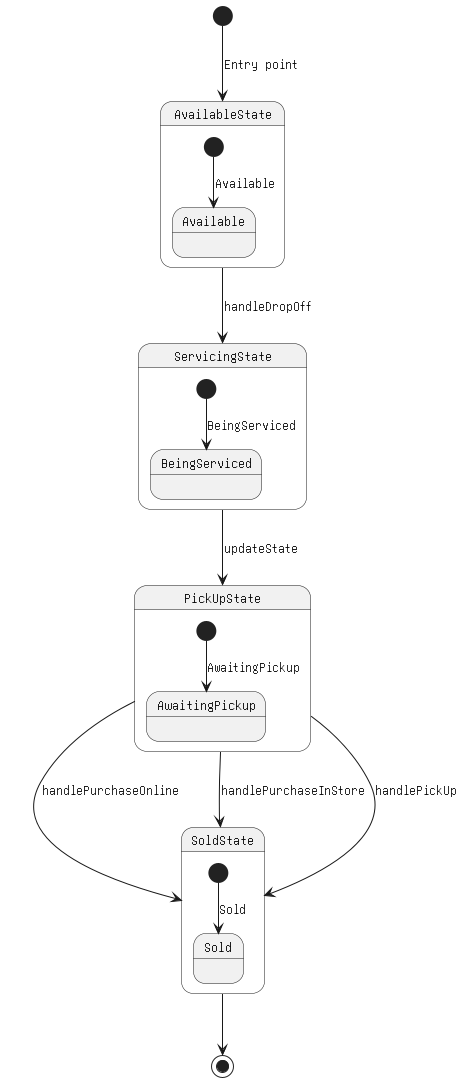 Entry point
AvailableState
Available
Available
handleDropOff
ServicingState
BeingServiced
BeingServiced
updateState
PickUpState
AwaitingPickup
AwaitingPickup
handlePurchaseOnline
handlePurchaseInStore
handlePickUp
SoldState
Sold
Sold